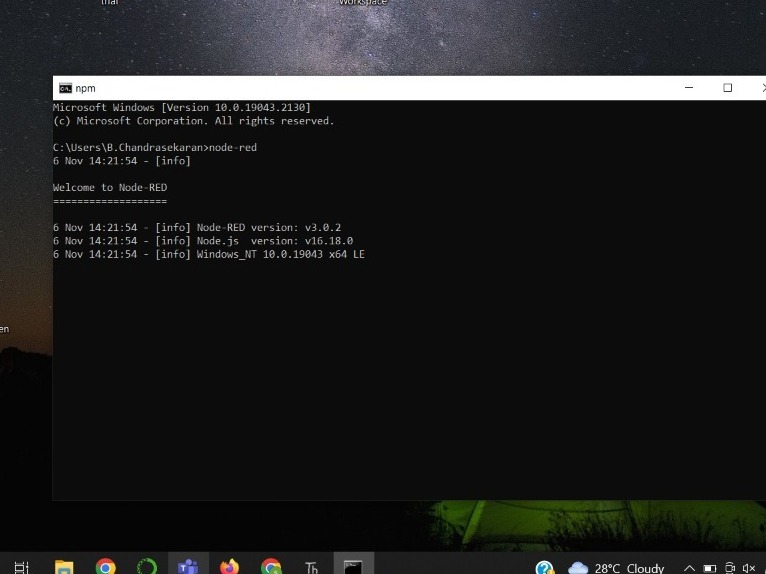 Workspace
npm
Microsoft Windows [Version 10.0.19043.2130]
(c) Microsoft Corporation. All rights reserved.
C:\Users\B.Chandrasekaran>node-red
6 Nov 14:21:54 - [info]
Welcome to Node-RED
===================
6 Nov 14:21:54 - [info] Node-RED version: v3.0.2
6 Nov 14:21:54 - [info] Node.js  version: v16.18.0
6 Nov 14:21:54 - [info] Windows_NT 10.0.19043 x64 LE
en
Th
28°C Cloudy